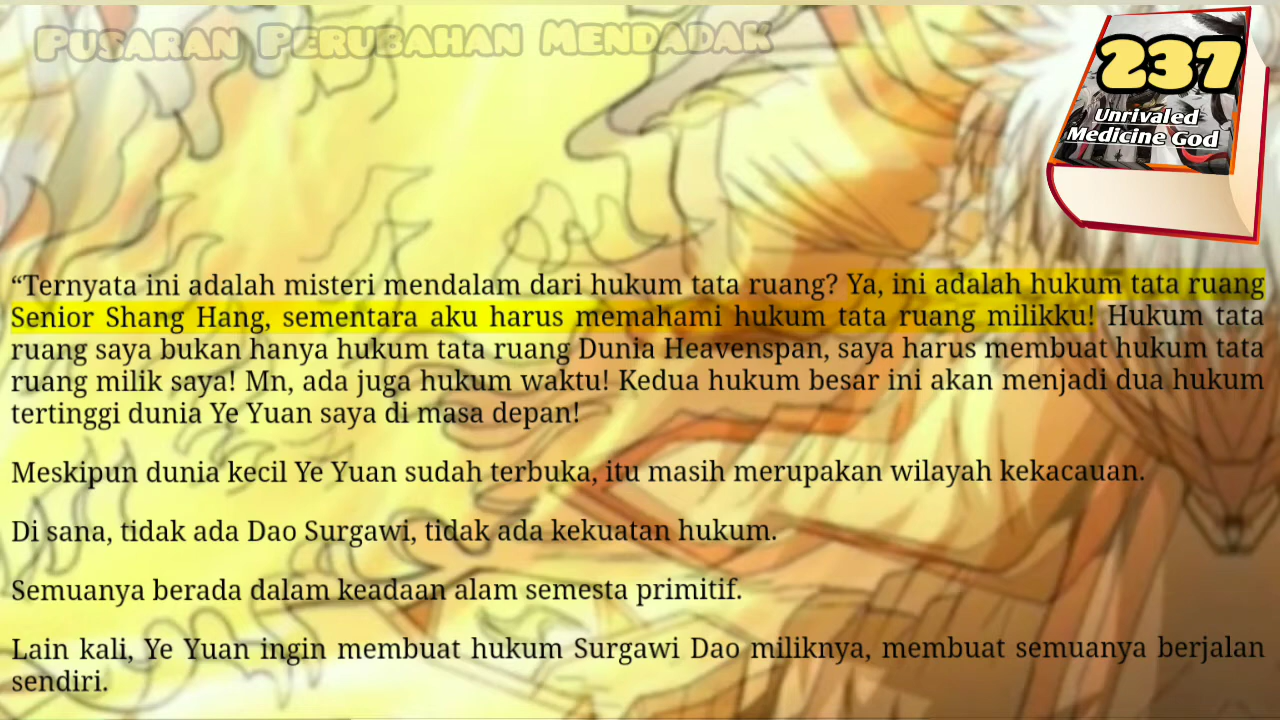 Pusaran Perubahan Mendadak
237
Unrivaled
Medicine God
“Ternyata ini adalah misteri mendalam dari hukum tata ruang? Ya, ini adalah hukum tata ruang
Senior Shang Hang, sementara aku harus memahami hukum tata ruang milikku! Hukum tata
ruang saya bukan hanya hukum tata ruang Dunia Heavenspan, saya harus membuat hukum tata
ruang milik saya! Mn, ada juga hukum waktu! Kedua hukum besar ini akan menjadi dua hukum
tertinggi dunia Ye Yuan saya di masa depan!
Meskipun dunia kecil Ye Yuan sudah terbuka, itu masih merupakan wilayah kekacauan.
Di sana, tidak ada Dao Surgawi, tidak ada kekuatan hukum.
Semuanya berada dalam keadaan alam semesta primitif.
Lain kali, Ye Yuan ingin membuat hukum Surgawi Dao miliknya, membuat semuanya berjalan
sendiri.